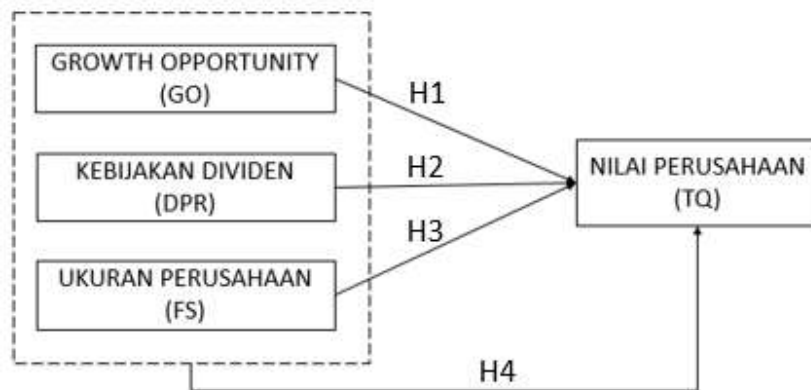 GROWTH OPPORTUNITY
(GO)
H1
KEBIJAKAN DIVIDEN
(DPR)
H2
NILAI PERUSAHAAN
(TQ)
H3
UKURAN PERUSAHAAN
(FS)
H4